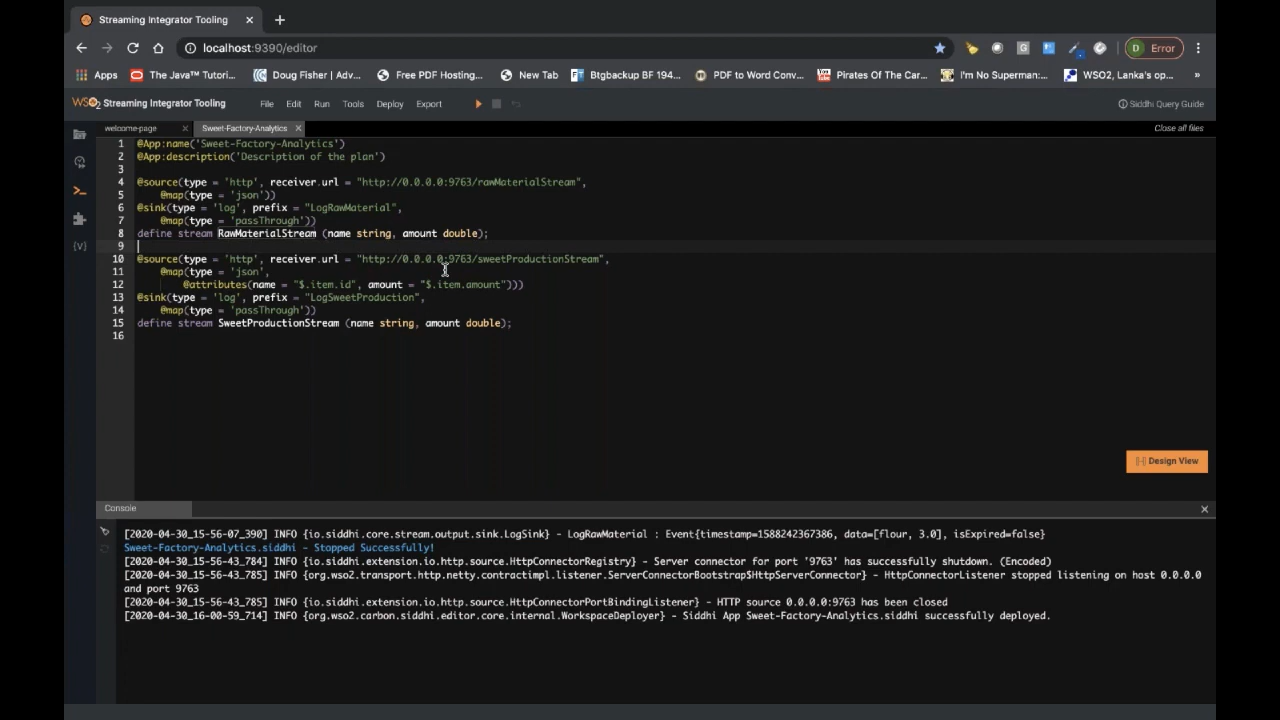 Streaming Integrator Tooling
localhost:9390/editor
D Error
Apps The Java™ Tutori... Doug Fisher | Adv... Free PDF Hosting... New Tab Btgbackup BF 194... PDF to Word Conv... Pirates Of The Car... I'm No Superman:... WSO2, Lanka's op... »
WSO2 Streaming Integrator Tooling File Edit Run Tools Deploy Export Siddhi Query Guide
welcome-page Sweet-Factory-Analytics Close all files
1 @App:name('Sweet-Factory-Analytics')
2 @App:description('Description of the plan')
3
4 @source(type = 'http', receiver.url = "http://0.0.0.0:9763/rawMaterialStream",
5 @map(type = 'json'))
6 @sink(type = 'log', prefix = "LogRawMaterial",
7 @map(type = 'passThrough'))
8 define stream RawMaterialStream (name string, amount double);
9
10 @source(type = 'http', receiver.url = "http://0.0.0.0:9763/sweetProductionStream",
11 @map(type = 'json',
12 @attributes(name = "$.item.id", amount = "$.item.amount")))
13 @sink(type = 'log', prefix = "LogSweetProduction",
14 @map(type = 'passThrough'))
15 define stream SweetProductionStream (name string, amount double);
16
Design View
Console
[2020-04-30_15-56-07_390] INFO {io.siddhi.core.stream.output.sink.LogSink} - LogRawMaterial : Event{timestamp=1588242367386, data=[flour, 3.0], isExpired=false}
Sweet-Factory-Analytics.siddhi - Stopped Successfully!
[2020-04-30_15-56-43_784] INFO {io.siddhi.extension.io.http.source.HttpConnectorRegistry} - Server connector for port '9763' has successfully shutdown. (Encoded)
[2020-04-30_15-56-43_785] INFO {org.wso2.transport.http.netty.contractimpl.listener.ServerConnectorBootstrap$HttpServerConnector} - HttpConnectorListener stopped listening on host 0.0.0.0
and port 9763
[2020-04-30_15-56-43_785] INFO {io.siddhi.extension.io.http.source.HttpConnectorPortBindingListener} - HTTP source 0.0.0.0:9763 has been closed
[2020-04-30_16-00-59_714] INFO {org.wso2.carbon.siddhi.editor.core.internal.WorkspaceDeployer} - Siddhi App Sweet-Factory-Analytics.siddhi successfully deployed.